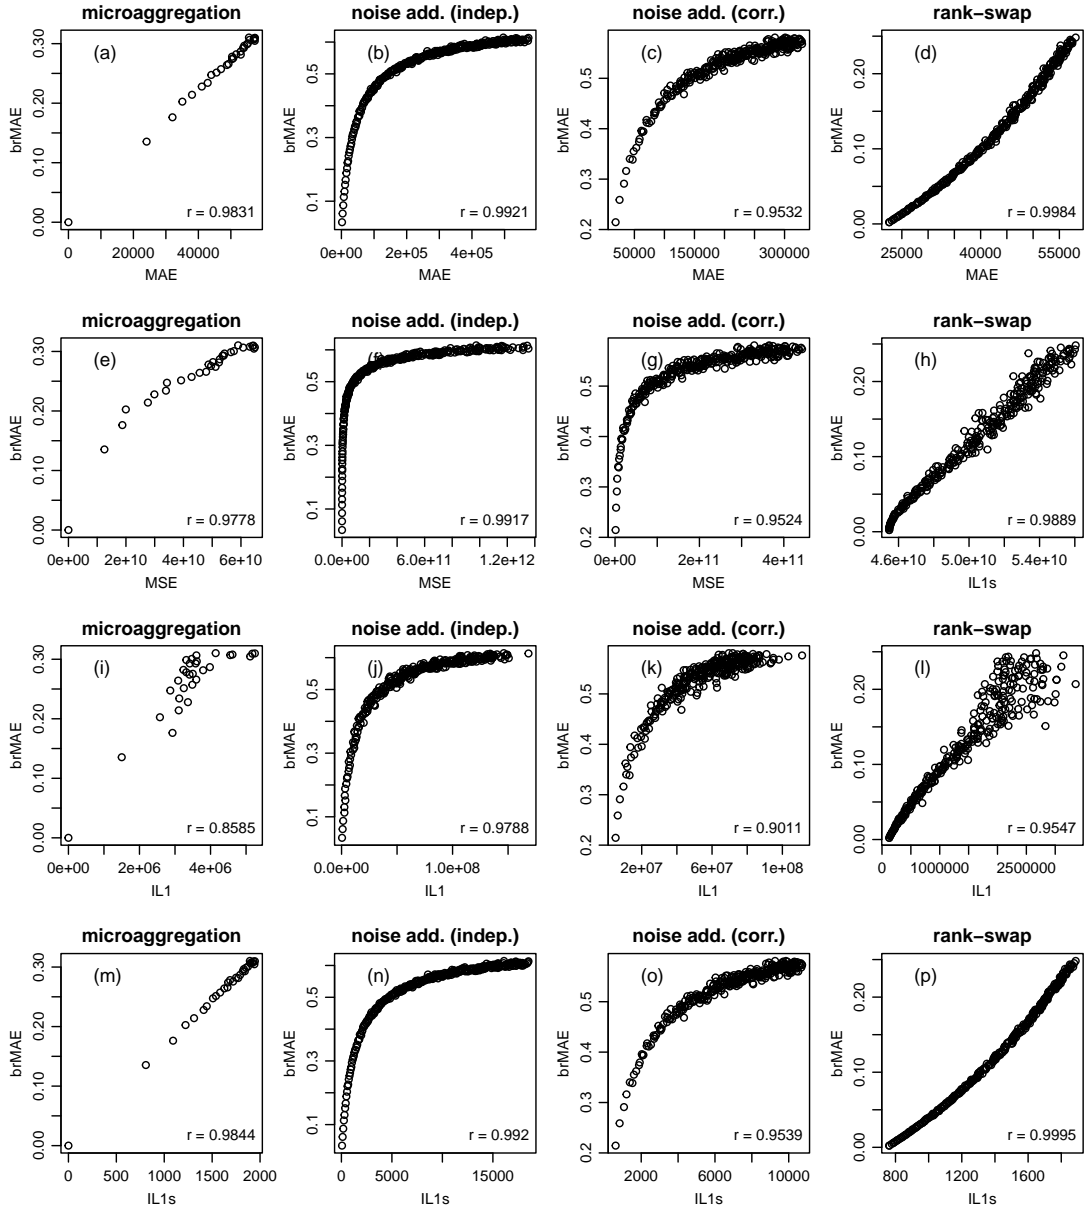 microaggregation noise add. (indep.) noise add. (corr.) rank−swap
(a) (b) (c) (d)
brMAE brMAE brMAE brMAE
0.00 0.10 0.20 0.30
0.1 0.3 0.5
0.2 0.3 0.4 0.5
0.00 0.10 0.20
r = 0.9831 r = 0.9921 r = 0.9532 r = 0.9984
0 20000 40000 0e+00 2e+05 4e+05 50000 150000 300000 25000 40000 55000
MAE MAE MAE MAE
microaggregation noise add. (indep.) noise add. (corr.) rank−swap
(e) (f) (g) (h)
brMAE brMAE brMAE brMAE
0.00 0.10 0.20 0.30
0.1 0.3 0.5
0.2 0.3 0.4 0.5
0.00 0.10 0.20
r = 0.9778 r = 0.9917 r = 0.9524 r = 0.9889
0e+00 2e+10 4e+10 6e+10 0.0e+00 6.0e+11 1.2e+12 0e+00 2e+11 4e+11 4.6e+10 5.0e+10 5.4e+10
MSE MSE MSE IL1s
microaggregation noise add. (indep.) noise add. (corr.) rank−swap
(i) (j) (k) (l)
brMAE brMAE brMAE brMAE
0.00 0.10 0.20 0.30
0.1 0.3 0.5
0.2 0.3 0.4 0.5
0.00 0.10 0.20
r = 0.8585 r = 0.9788 r = 0.9011 r = 0.9547
0e+00 2e+06 4e+06 0.0e+00 1.0e+08 2e+07 6e+07 1e+08 0 1000000 2500000
IL1 IL1 IL1 IL1
microaggregation noise add. (indep.) noise add. (corr.) rank−swap
(m) (n) (o) (p)
brMAE brMAE brMAE brMAE
0.00 0.10 0.20 0.30
0.1 0.3 0.5
0.2 0.3 0.4 0.5
0.00 0.10 0.20
r = 0.9844 r = 0.992 r = 0.9539 r = 0.9995
0 500 1000 1500 2000 0 5000 15000 2000 6000 10000 800 1200 1600
IL1s IL1s IL1s IL1s